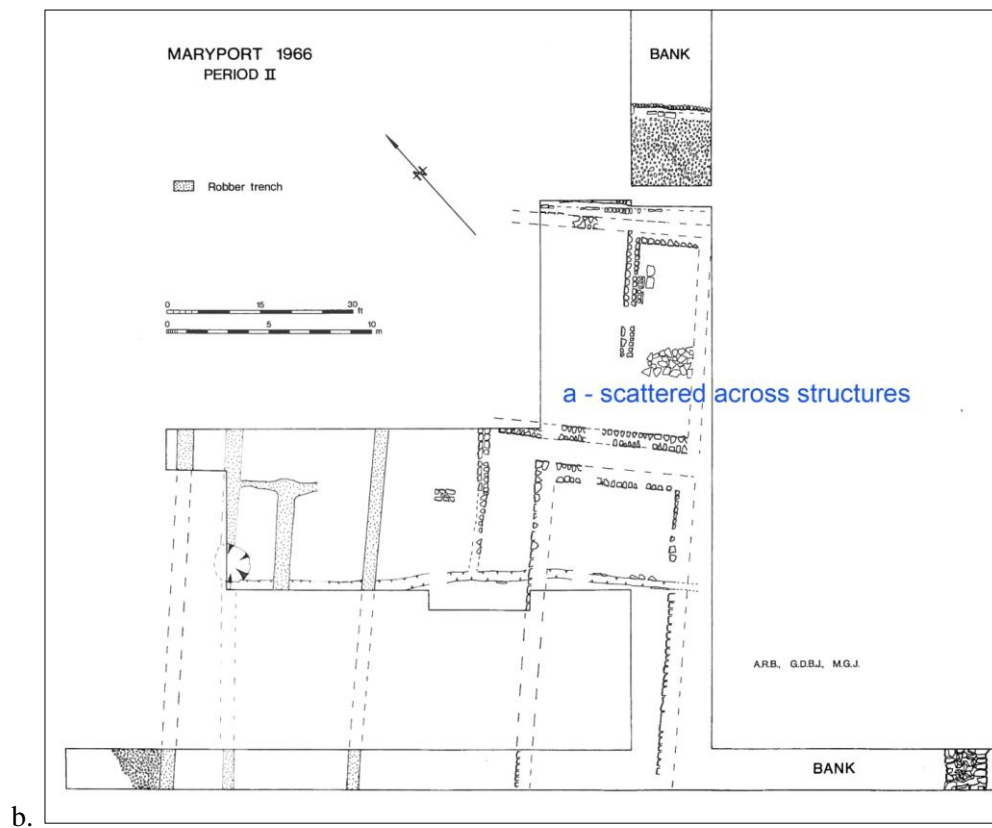 MARYPORT 1966
PERIOD II
BANK
N
Robber trench
0 15 30
ft
0 5 10
m
a - scattered across structures
A.R.B., G.D.B.J., M.G.J.
BANK
b.